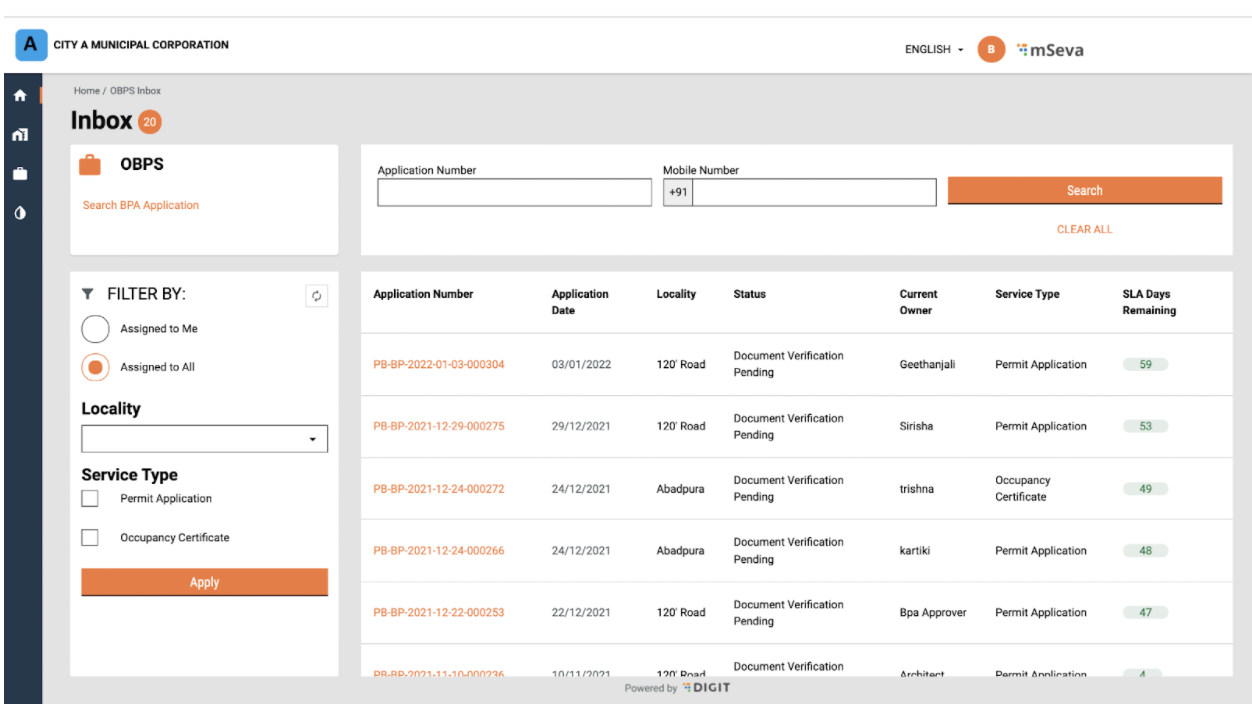 A CITY A MUNICIPAL CORPORATION
ENGLISH B mSeva
Home / OBPS Inbox
Inbox 20
OBPS
Search BPA Application
Application Number
Mobile Number
+91
Search
CLEAR ALL
FILTER BY:
Assigned to Me
Assigned to All
Locality
Service Type
Permit Application
Occupancy Certificate
Apply
Application Number Application Date Locality Status Current Owner Service Type SLA Days Remaining
PB-BP-2022-01-03-000304 03/01/2022 120' Road Document Verification Pending Geethanjali Permit Application 59
PB-BP-2021-12-29-000275 29/12/2021 120' Road Document Verification Pending Sirisha Permit Application 53
PB-BP-2021-12-24-000272 24/12/2021 Abadpura Document Verification Pending trishna Occupancy Certificate 49
PB-BP-2021-12-24-000266 24/12/2021 Abadpura Document Verification Pending kartiki Permit Application 48
PB-BP-2021-12-22-000253 22/12/2021 120' Road Document Verification Pending Bpa Approver Permit Application 47
PB-BP-2021-11-10-000236 10/11/2021 120' Road Document Verification Architect Permit Application 4
Powered by DIGIT